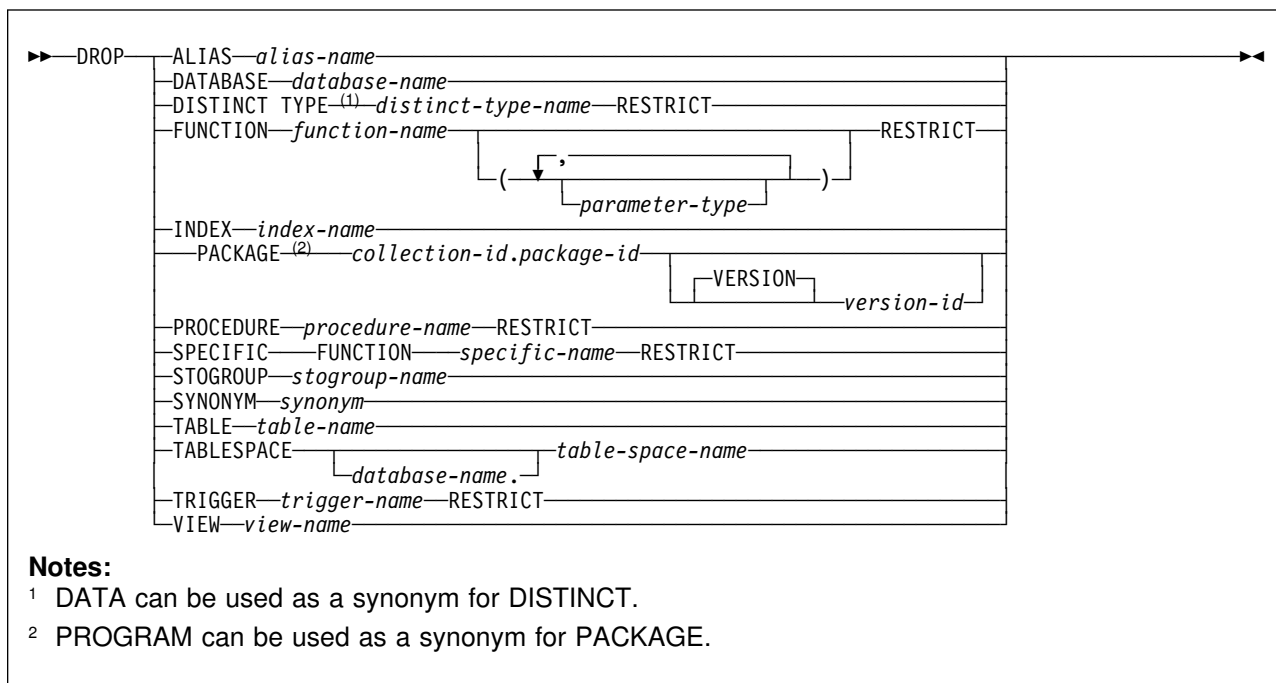 DROP ALIAS alias-name
DATABASE database-name
DISTINCT TYPE (1) distinct-type-name RESTRICT
FUNCTION function-name RESTRICT
,
( parameter-type )
INDEX index-name
PACKAGE (2) collection-id.package-id
VERSION
version-id
PROCEDURE procedure-name RESTRICT
SPECIFIC FUNCTION specific-name RESTRICT
STOGROUP stogroup-name
SYNONYM synonym
TABLE table-name
TABLESPACE table-space-name
database-name.
TRIGGER trigger-name RESTRICT
VIEW view-name
Notes:
1 DATA can be used as a synonym for DISTINCT.
2 PROGRAM can be used as a synonym for PACKAGE.